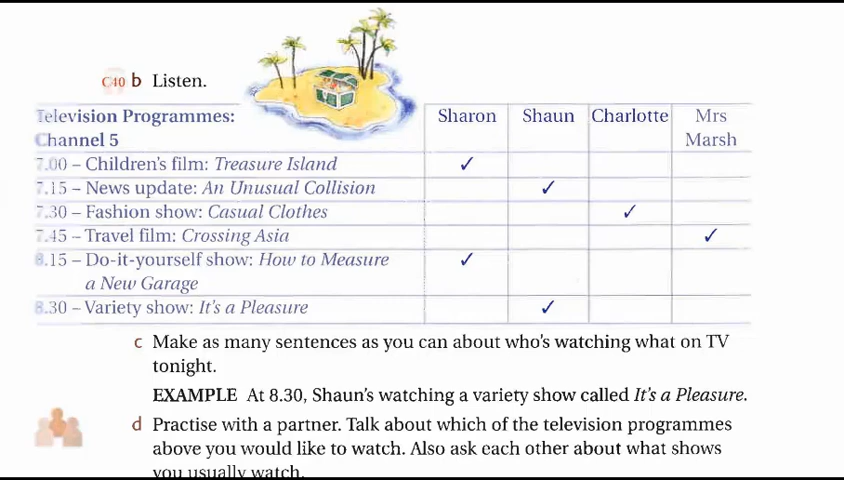 C40 b Listen.
Television Programmes:
Channel 5
Sharon Shaun Charlotte Mrs
Marsh
7.00 – Children's film: Treasure Island ✓
7.15 – News update: An Unusual Collision ✓
7.30 – Fashion show: Casual Clothes ✓
7.45 – Travel film: Crossing Asia ✓
8.15 – Do-it-yourself show: How to Measure ✓
a New Garage
8.30 – Variety show: It's a Pleasure ✓
c Make as many sentences as you can about who's watching what on TV
tonight.
EXAMPLE At 8.30, Shaun's watching a variety show called It's a Pleasure.
d Practise with a partner. Talk about which of the television programmes
above you would like to watch. Also ask each other about what shows
you usually watch.